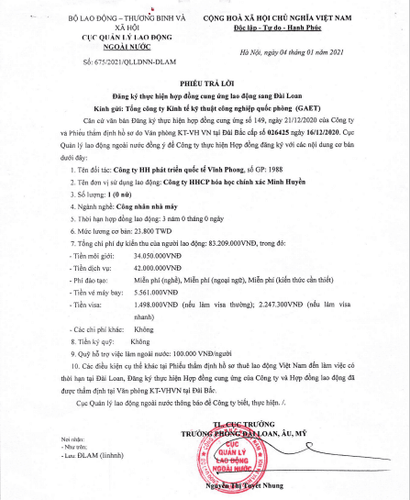 BỘ LAO ĐỘNG – THƯƠNG BINH VÀ
XÃ HỘI
CỤC QUẢN LÝ LAO ĐỘNG
NGOÀI NƯỚC
Số: 675/2021/QLLDNN-DLAM
CỘNG HOÀ XÃ HỘI CHỦ NGHĨA VIỆT NAM
Độc lập - Tự do - Hạnh Phúc
Hà Nội, ngày 04 tháng 01 năm 2021
PHIẾU TRẢ LỜI
Đăng ký thực hiện hợp đồng cung ứng lao động sang Đài Loan
Kính gửi: Tổng công ty Kinh tế kỹ thuật công nghiệp quốc phòng (GAET)
Căn cứ văn bản Đăng ký thực hiện hợp đồng cung ứng số 149, ngày 21/12/2020 của Công ty
và Phiếu thẩm định hồ sơ do Văn phòng KT-VH VN tại Đài Bắc cấp số 026425 ngày 16/12/2020. Cục
Quản lý lao động ngoài nước đồng ý để Công ty thực hiện Hợp đồng đăng ký với các nội dung cơ bản
dưới đây:
1. Tên đối tác: Công ty HH phát triển quốc tế Vĩnh Phong, số GP: 1988
2. Tên đơn vị sử dụng lao động: Công ty HHCP hóa học chính xác Minh Huyền
3. Số lượng: 1 (0 nữ)
4. Ngành nghề: Công nhân nhà máy
5. Thời hạn hợp đồng lao động: 3 năm 0 tháng 0 ngày
6. Mức lương cơ bản: 23.800 TWD
7. Tổng chi phí dự kiến thu của người lao động: 83.209.000VNĐ, trong đó:
- Tiền môi giới: 34.050.000VNĐ
- Tiền dịch vụ: 42.000.000VNĐ
- Phí đào tạo: Miễn phí (nghề), Miễn phí (ngoại ngữ), Miễn phí (kiến thức cần thiết)
- Tiền vé máy bay: 5.561.000VNĐ
- Tiền visa: 1.498.000VNĐ (nếu làm visa thường); 2.247.300VNĐ (nếu làm visa
nhanh)
- Các chi phí khác: Không
8. Tiền ký quỹ: Không
9. Quỹ hỗ trợ việc làm ngoài nước: 100.000 VNĐ/người
10. Các điều kiện cụ thể khác tại Phiếu thẩm định hồ sơ thuê lao động Việt Nam đến làm việc có
thời hạn tại Đài Loan, Đăng ký thực hiện Hợp đồng cung ứng của Công ty và Hợp đồng lao động đã
được thẩm định tại Văn phòng KT-VHVN tại Đài Bắc.
Cục Quản lý lao động ngoài nước thông báo để Công ty biết, thực hiện. /.
TL. CỤC TRƯỞNG
TRƯỞNG PHÒNG ĐÀI LOAN, ÂU, MỸ
Nơi nhận:
- Như trên;
- Lưu: ĐLAM (linhnh)
CỤC
QUẢN LÝ
LAO ĐỘNG
NGOÀI NƯỚC
Nguyễn Thị Tuyết Nhung